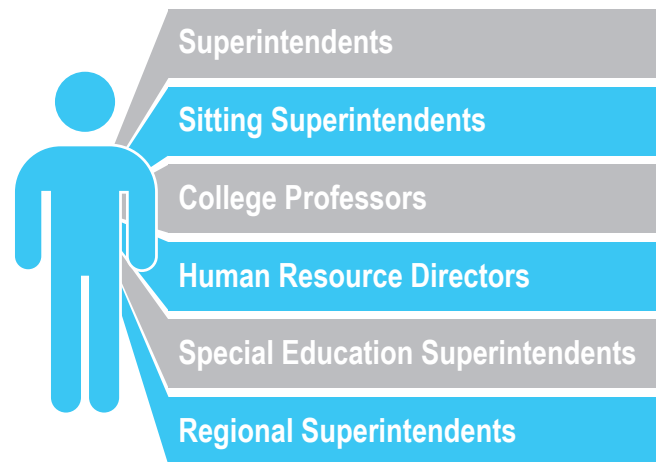 Superintendents
Sitting Superintendents
College Professors
Human Resource Directors
Special Education Superintendents
Regional Superintendents